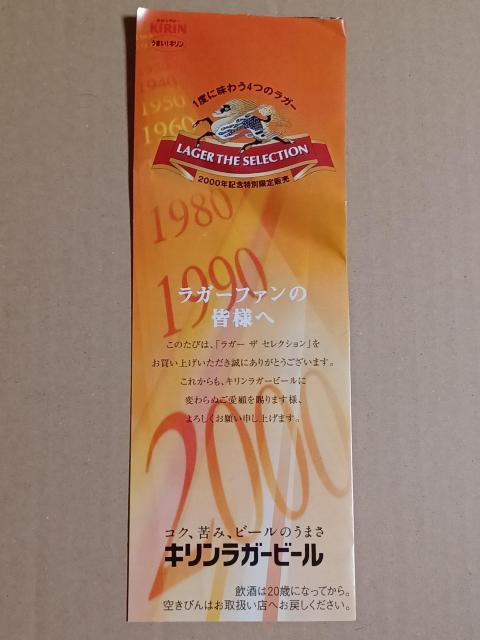 KIRIN
うまい!キリン
1940
1950
1960
1度に味わう4つのラガー
LAGER THE SELECTION
2000年記念特別限定販売
1980
1990
ラガーファンの
皆様へ
このたびは、「ラガー ザ セレクション」を
お買い上げいただき誠にありがとうございます。
これからも、キリンラガービールに
変わらぬご愛顧を賜ります様、
よろしくお願い申し上げます。
2000
コク、苦み、ビールのうまさ
キリンラガービール
飲酒は20歳になってから。
空きびんはお取扱い店へお戻しください。